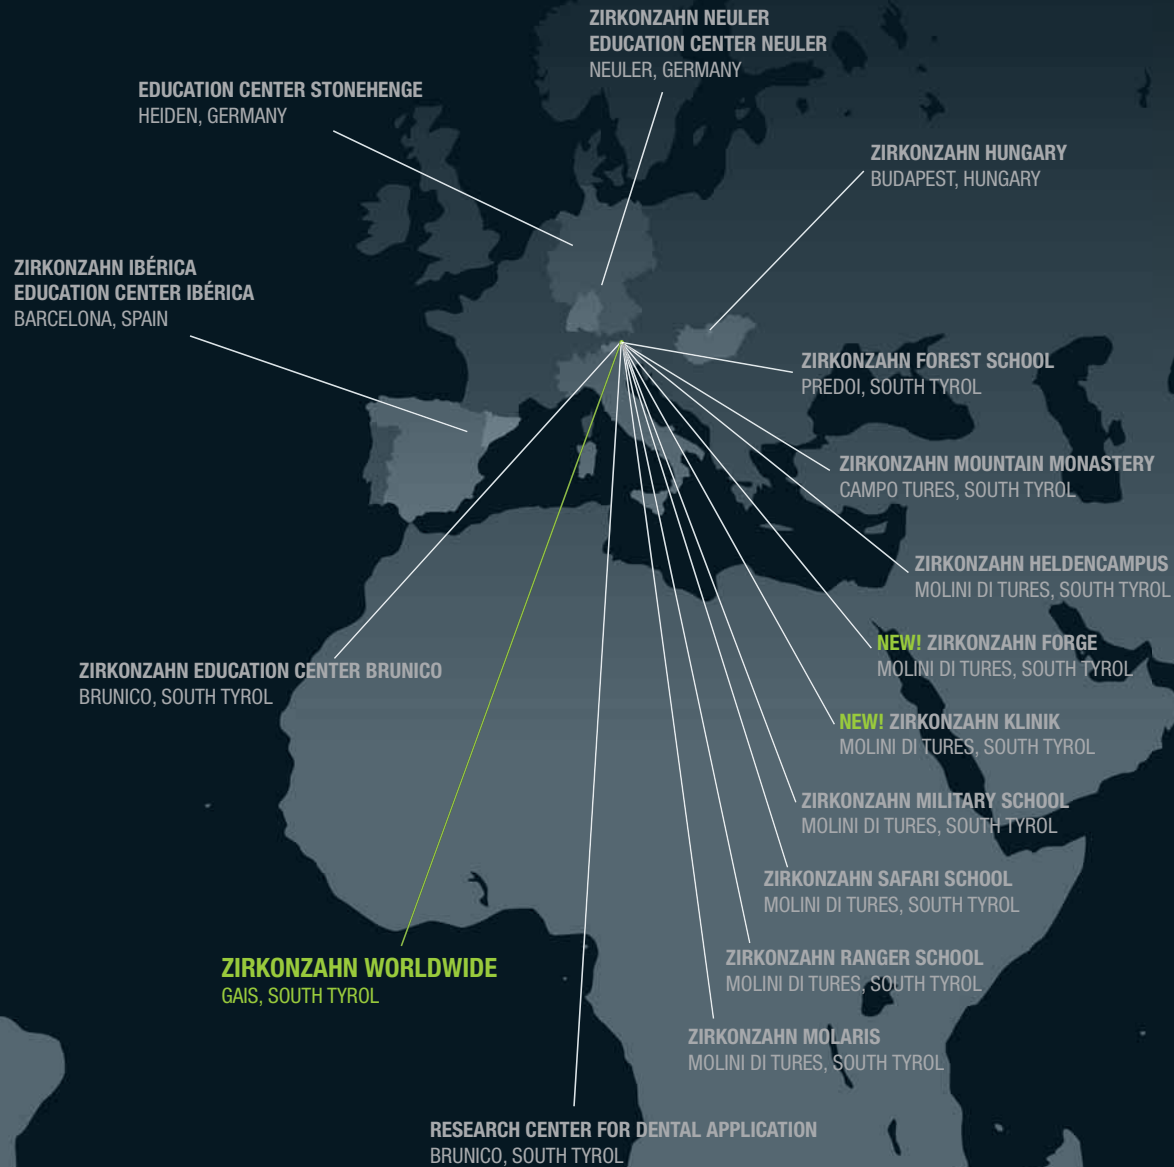 ZIRKONZAHN NEULER
EDUCATION CENTER NEULER
NEULER, GERMANY
EDUCATION CENTER STONEHENGE
HEIDEN, GERMANY
ZIRKONZAHN HUNGARY
BUDAPEST, HUNGARY
ZIRKONZAHN IBÉRICA
EDUCATION CENTER IBÉRICA
BARCELONA, SPAIN
ZIRKONZAHN FOREST SCHOOL
PREDOI, SOUTH TYROL
ZIRKONZAHN MOUNTAIN MONASTERY
CAMPO TURES, SOUTH TYROL
ZIRKONZAHN HELDENCAMPUS
MOLINI DI TURES, SOUTH TYROL
NEW! ZIRKONZAHN FORGE
MOLINI DI TURES, SOUTH TYROL
ZIRKONZAHN EDUCATION CENTER BRUNICO
BRUNICO, SOUTH TYROL
NEW! ZIRKONZAHN KLINIK
MOLINI DI TURES, SOUTH TYROL
ZIRKONZAHN MILITARY SCHOOL
MOLINI DI TURES, SOUTH TYROL
ZIRKONZAHN SAFARI SCHOOL
MOLINI DI TURES, SOUTH TYROL
ZIRKONZAHN RANGER SCHOOL
MOLINI DI TURES, SOUTH TYROL
ZIRKONZAHN WORLDWIDE
GAIS, SOUTH TYROL
ZIRKONZAHN MOLARIS
MOLINI DI TURES, SOUTH TYROL
RESEARCH CENTER FOR DENTAL APPLICATION
BRUNICO, SOUTH TYROL